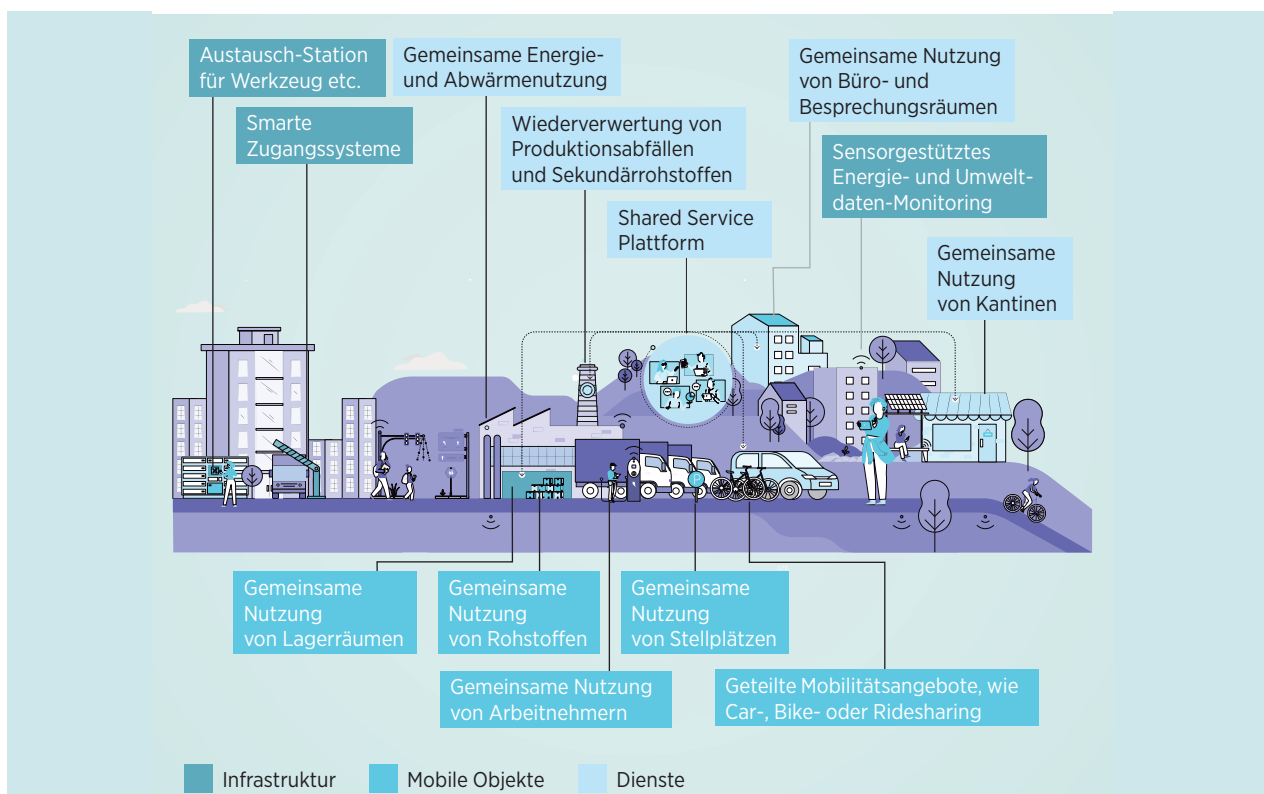 Austausch-Station
für Werkzeug etc.
Gemeinsame Energie-
und Abwärmenutzung
Gemeinsame Nutzung
von Büro- und
Besprechungsräumen
Smarte
Zugangssysteme
Wiederverwertung von
Produktionsabfällen
und Sekundärrohstoffen
Sensorgestütztes
Energie- und Umwelt-
daten-Monitoring
Shared Service
Plattform
Gemeinsame
Nutzung
von Kantinen
P
Gemeinsame
Nutzung
von Lagerräumen
Gemeinsame
Nutzung
von Rohstoffen
Gemeinsame
Nutzung
von Stellplätzen
Gemeinsame Nutzung
von Arbeitnehmern
Geteilte Mobilitätsangebote, wie
Car-, Bike- oder Ridesharing
Infrastruktur
Mobile Objekte
Dienste